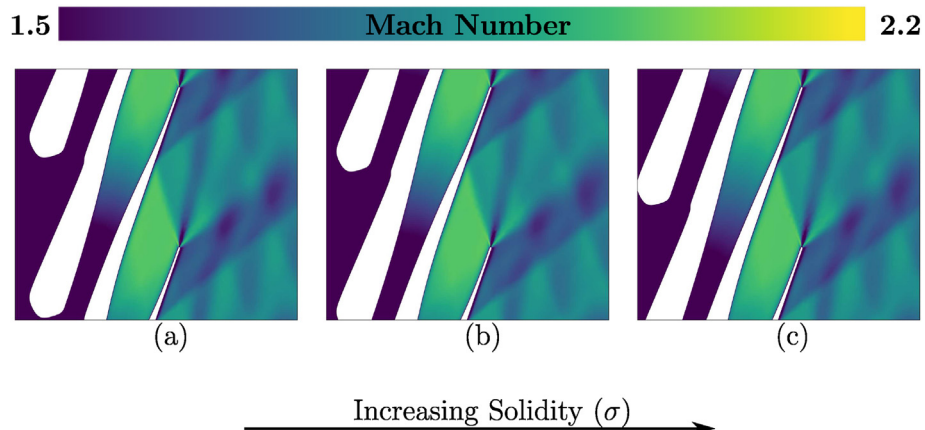 1.5 Mach Number 2.2
(a) (b) (c)
Increasing Solidity (σ)